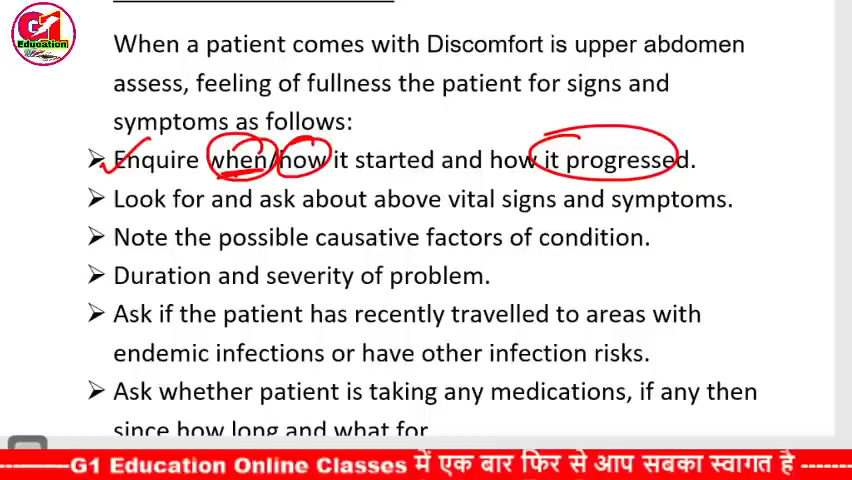 G1
Education
When a patient comes with Discomfort is upper abdomen
assess, feeling of fullness the patient for signs and
symptoms as follows:
➤ Enquire when/how it started and how it progressed.
➤ Look for and ask about above vital signs and symptoms.
➤ Note the possible causative factors of condition.
➤ Duration and severity of problem.
➤ Ask if the patient has recently travelled to areas with
endemic infections or have other infection risks.
➤ Ask whether patient is taking any medications, if any then
since how long and what for
G1 Education Online Classes में एक बार फिर से आप सबका स्वागत है